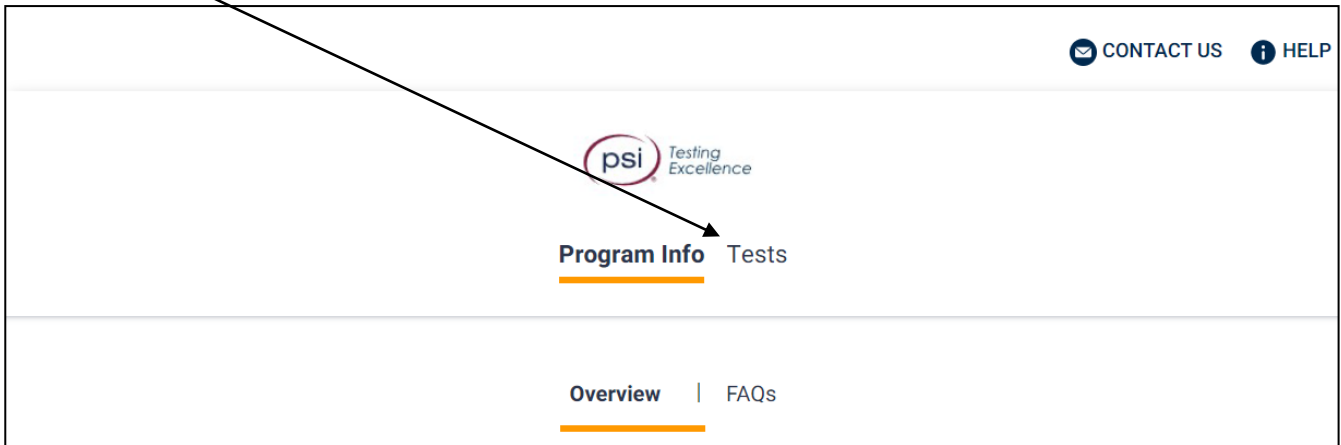 CONTACT US HELP
psi Testing
Excellence
Program Info Tests
Overview | FAQs